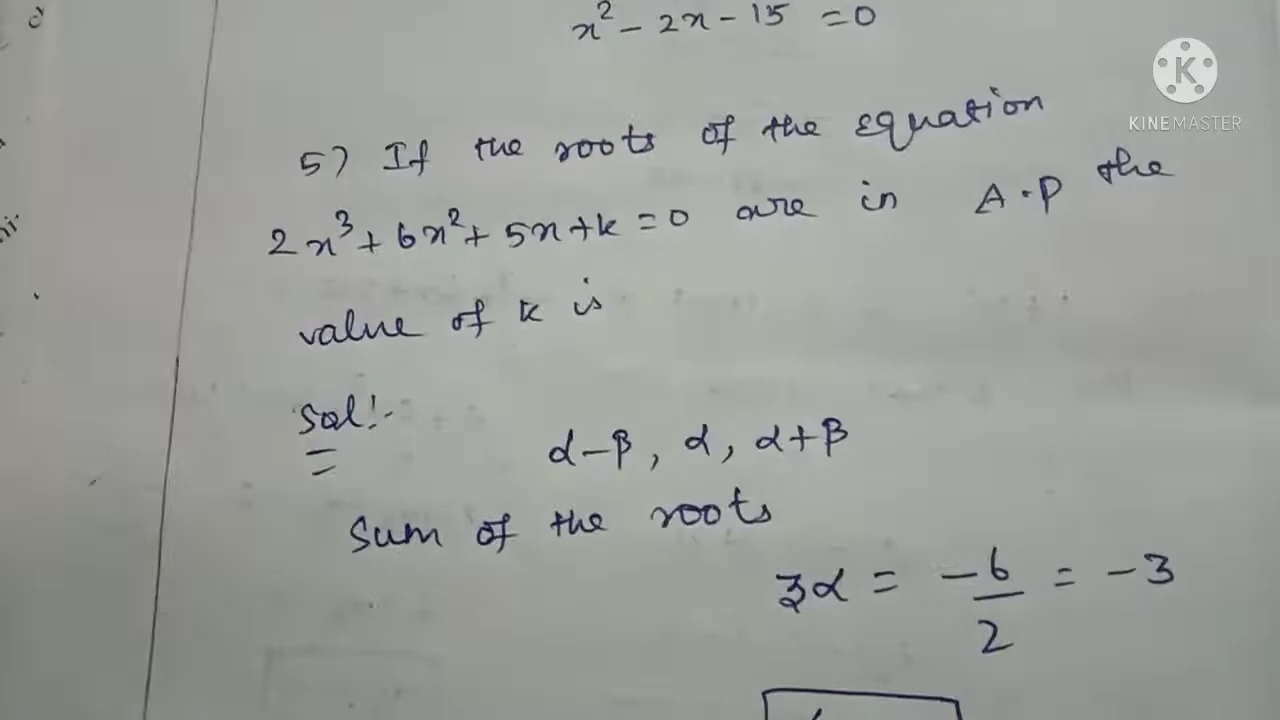 x² - 2x - 15 = 0
KINEMASTER
5) If the roots of the equation
2x³ + 6x² + 5x + k = 0 are in A.P the
value of k is
Sol:-
α-β, α, α+β
Sum of the roots
3α = -6/2 = -3